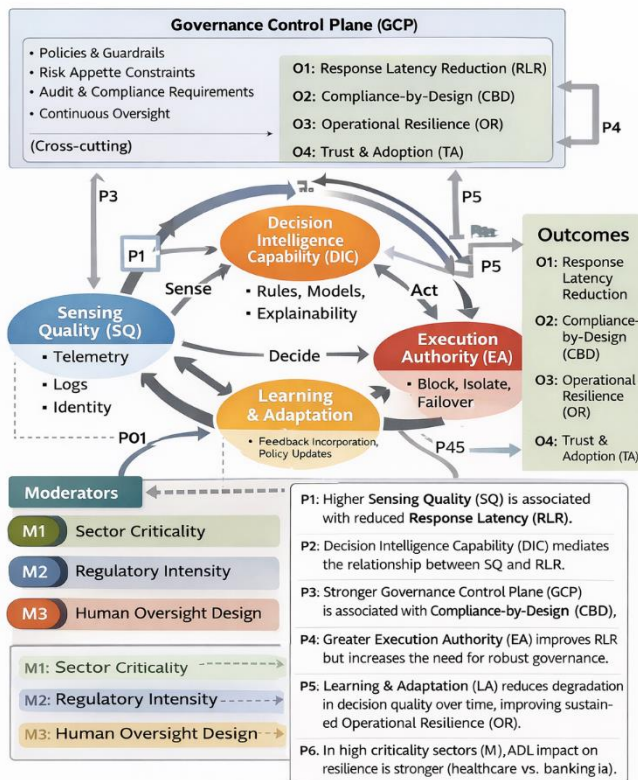 Governance Control Plane (GCP)
• Policies & Guardrails
• Risk Appette Constraints
• Audit & Compliance Requirements
• Continuous Oversight
(Cross-cutting)
O1: Response Latency Reduction (RLR)
O2: Compliance-by-Design (CBD)
O3: Operational Resilience (OR)
O4: Trust & Adoption (TA)
P4
P3
P5
P1
Decision
Intelligence
Capability (DIC)
• Rules, Models,
• Explainability
Sense
Act
P5
Sensing
Quality (SQ)
• Telemetry
• Logs
• Identity
Decide
Execution
Authority (EA)
• Block, Isolate,
Failover
Learning
& Adaptation
• Feedback Incorporation,
Policy Updates
PO1
P45
Outcomes
O1: Response
Latency
Reduction
O2: Compliance-
by-Design
(CBD)
O3: Operational
Resilience
(OR)
O4: Trust &
Adoption (TA)
Moderators
M1 Sector Criticality
M2 Regulatory Intensity
M3 Human Oversight Design
M1: Sector Criticality
M2: Regulatory Intensity
M3: Human Oversight Design
P1: Higher Sensing Quality (SQ) is associated
with reduced Response Latency (RLR).
P2: Decision Intelligence Capability (DIC) mediates
the relationship between SQ and RLR.
P3: Stronger Governance Control Plane (GCP)
is associated with Compliance-by-Design (CBD),
P4: Greater Execution Authority (EA) improves RLR
but increases the need for robust governance.
P5: Learning & Adaptation (LA) reduces degradation
in decision quality over time, improving sustain-
ed Operational Resilience (OR).
P6. In high criticality sectors (M), ADL impact on
resilience is stronger (healthcare vs. banking ia).